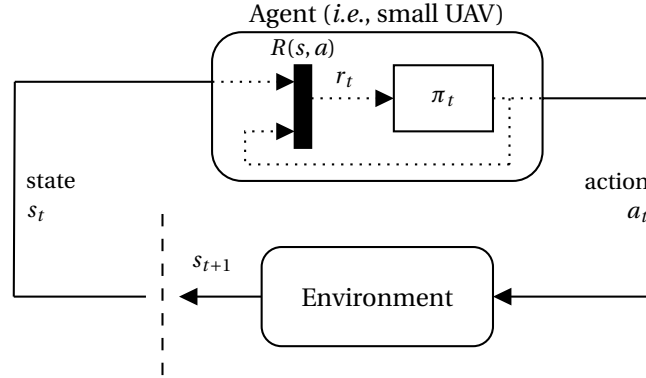 Agent (i.e., small UAV)
R(s, a)
r_t
π_t
state
s_t
action
a_t
s_{t+1}
Environment